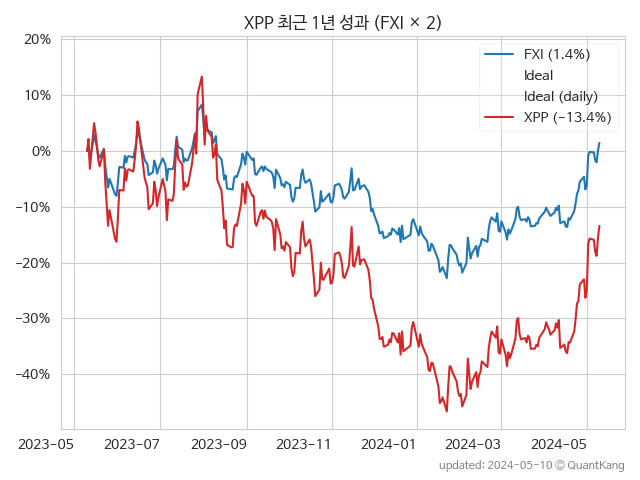 XPP 최근 1년 성과 (FXI × 2)
20%
10%
0%
−10%
−20%
−30%
−40%
FXI (1.4%)
Ideal
Ideal (daily)
XPP (−13.4%)
2023−05
2023−07
2023−09
2023−11
2024−01
2024−03
2024−05
updated: 2024−05−10 ⓒ QuantKang